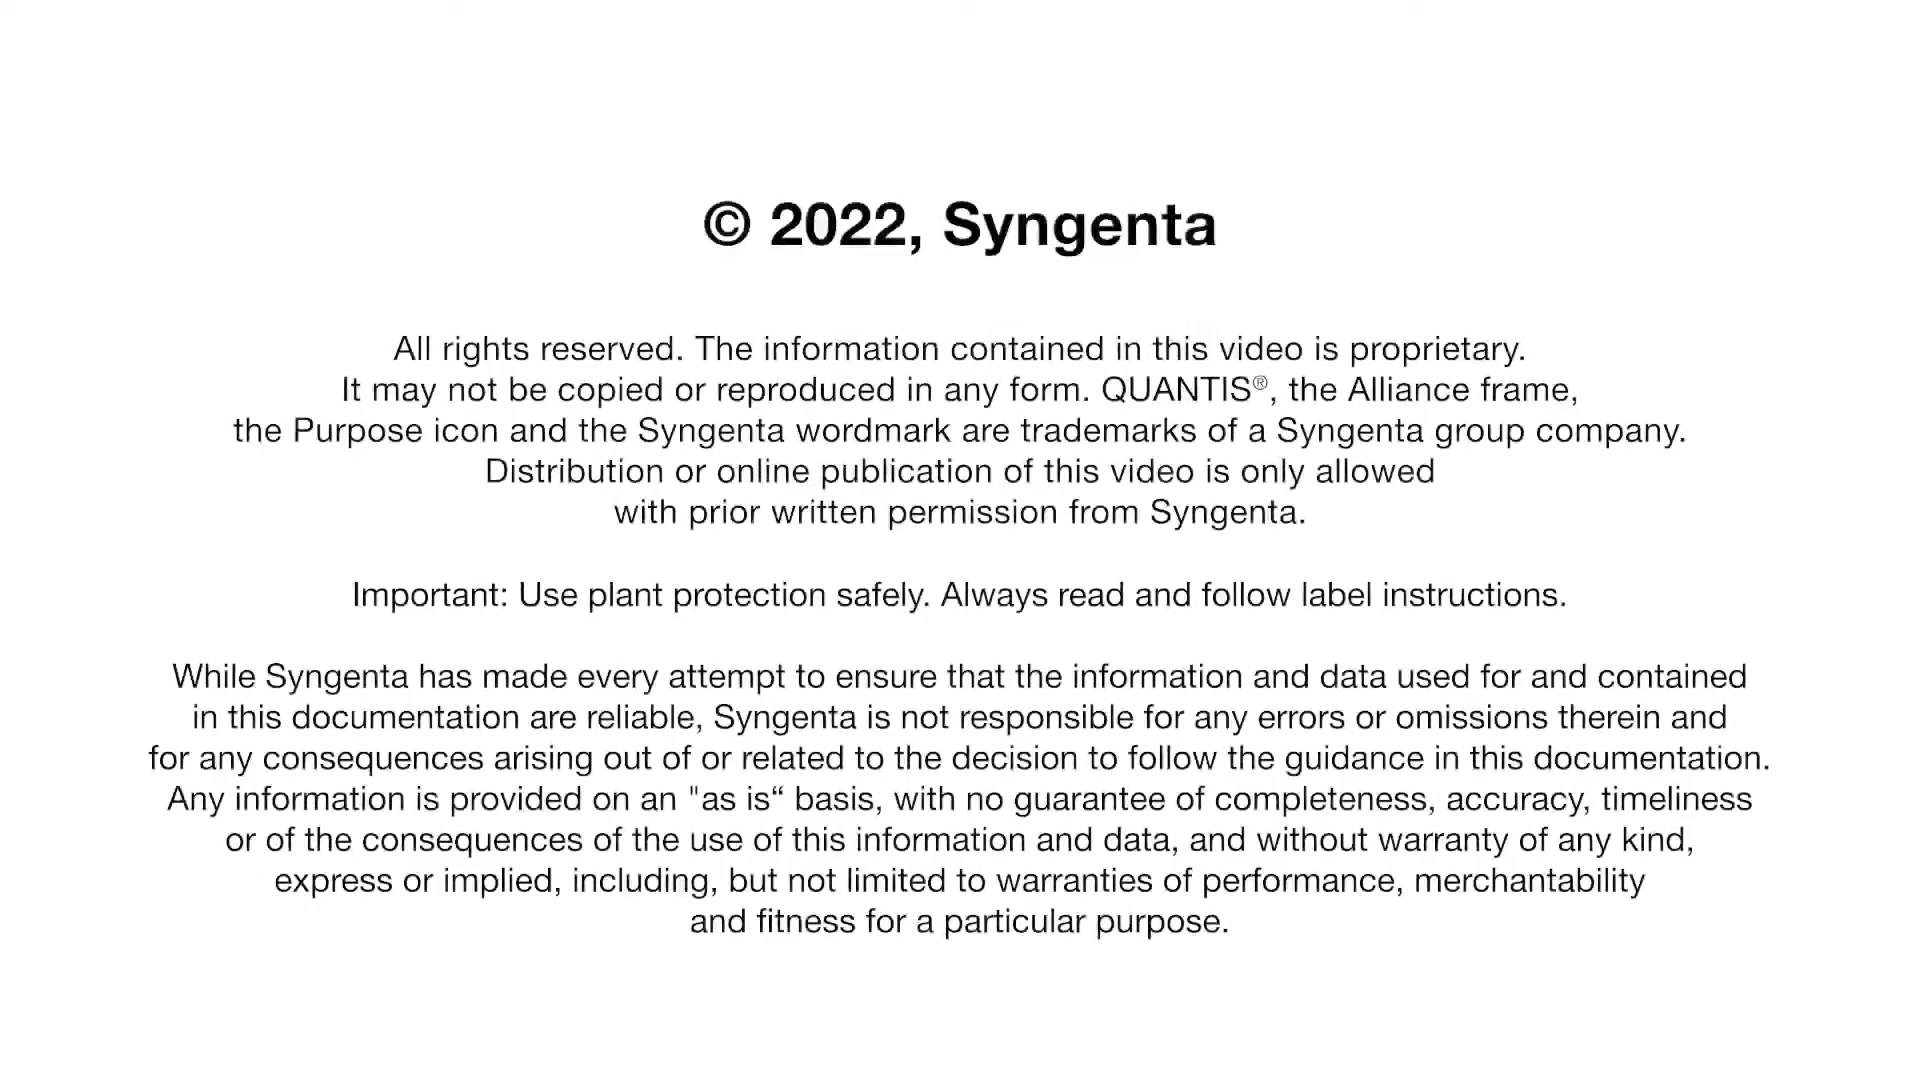 © 2022, Syngenta
All rights reserved. The information contained in this video is proprietary.
It may not be copied or reproduced in any form. QUANTIS®, the Alliance frame,
the Purpose icon and the Syngenta wordmark are trademarks of a Syngenta group company.
Distribution or online publication of this video is only allowed
with prior written permission from Syngenta.
Important: Use plant protection safely. Always read and follow label instructions.
While Syngenta has made every attempt to ensure that the information and data used for and contained
in this documentation are reliable, Syngenta is not responsible for any errors or omissions therein and
for any consequences arising out of or related to the decision to follow the guidance in this documentation.
Any information is provided on an "as is“ basis, with no guarantee of completeness, accuracy, timeliness
or of the consequences of the use of this information and data, and without warranty of any kind,
express or implied, including, but not limited to warranties of performance, merchantability
and fitness for a particular purpose.